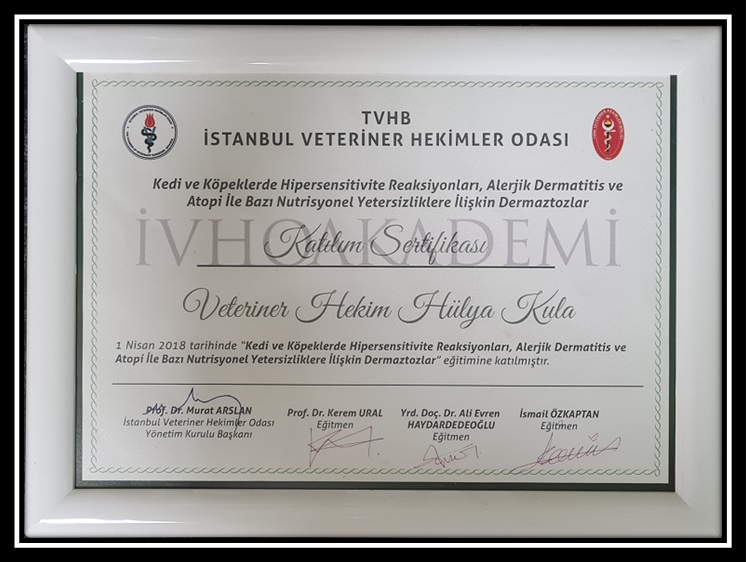 TVHB
İSTANBUL VETERİNER HEKİMLER ODASI
Kedi ve Köpeklerde Hipersensitivite Reaksiyonları, Alerjik Dermatitis ve
Atopi İle Bazı Nutrisyonel Yetersizliklere İlişkin Dermaztozlar
İVHOAKADEMİ
Katılım Sertifikası
Veteriner Hekim Hülya Kula
1 Nisan 2018 tarihinde "Kedi ve Köpeklerde Hipersensitivite Reaksiyonları, Alerjik Dermatitis ve
Atopi İle Bazı Nutrisyonel Yetersizliklere İlişkin Dermaztozlar" eğitimine katılmıştır.
Prof. Dr. Murat ARSLAN
İstanbul Veteriner Hekimler Odası
Yönetim Kurulu Başkanı
Prof. Dr. Kerem URAL
Eğitmen
Yrd. Doç. Dr. Ali Evren
HAYDARDEDEOĞLU
Eğitmen
İsmail ÖZKAPTAN
Eğitmen